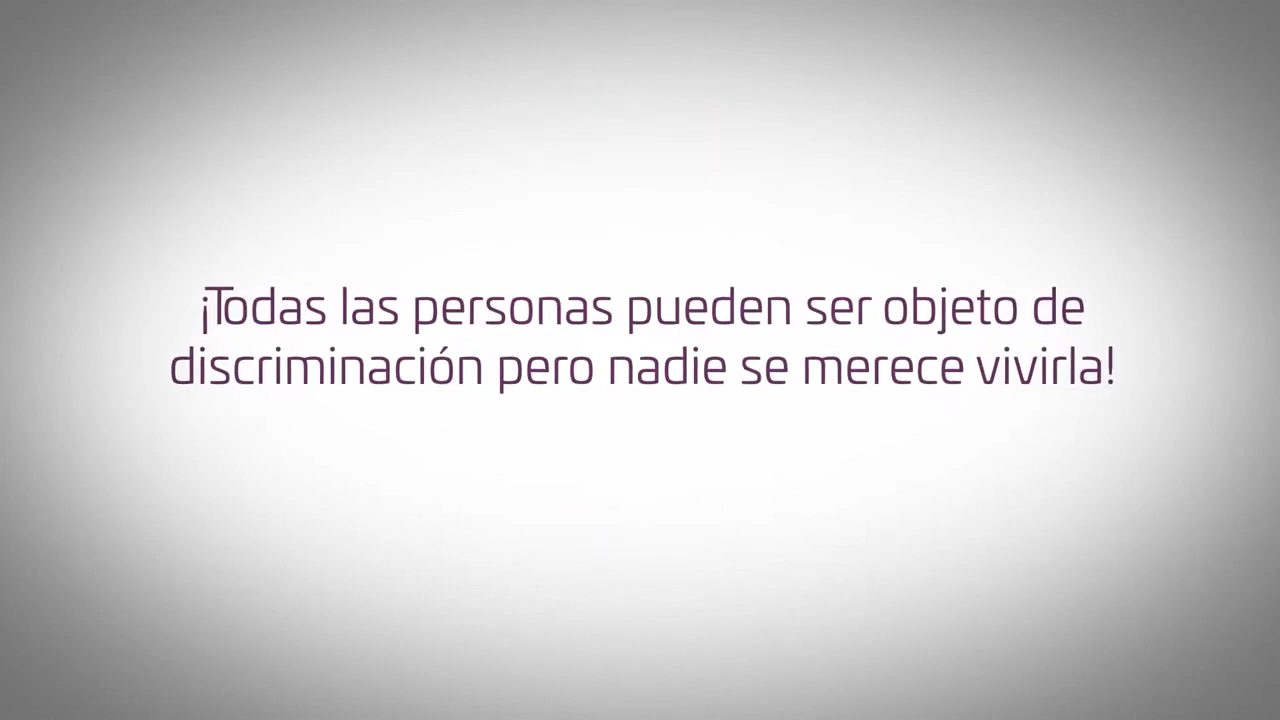 ¡Todas las personas pueden ser objeto de
discriminación pero nadie se merece vivirla!